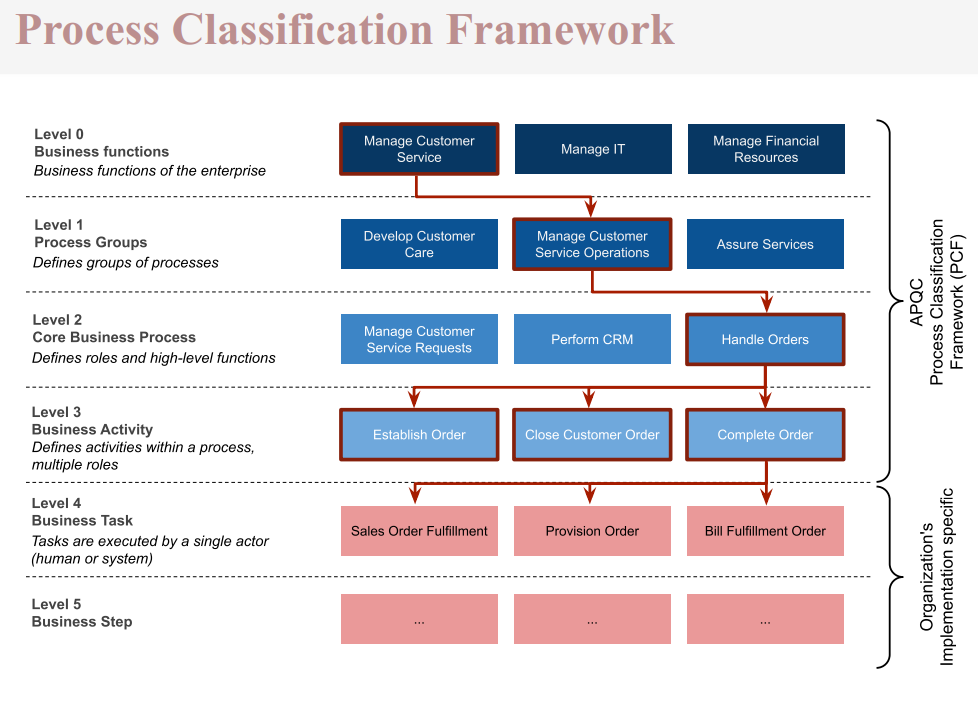 Process Classification Framework
Level 0
Business functions
Business functions of the enterprise
Manage Customer
Service
Manage IT
Manage Financial
Resources
Level 1
Process Groups
Defines groups of processes
Develop Customer
Care
Manage Customer
Service Operations
Assure Services
Level 2
Core Business Process
Defines roles and high-level functions
Manage Customer
Service Requests
Perform CRM
Handle Orders
Level 3
Business Activity
Defines activities within a process,
multiple roles
Establish Order
Close Customer Order
Complete Order
APQC
Process Classification
Framework (PCF)
Level 4
Business Task
Tasks are executed by a single actor
(human or system)
Sales Order Fulfillment
Provision Order
Bill Fulfillment Order
Level 5
Business Step
...
...
...
Organization's
Implementation specific